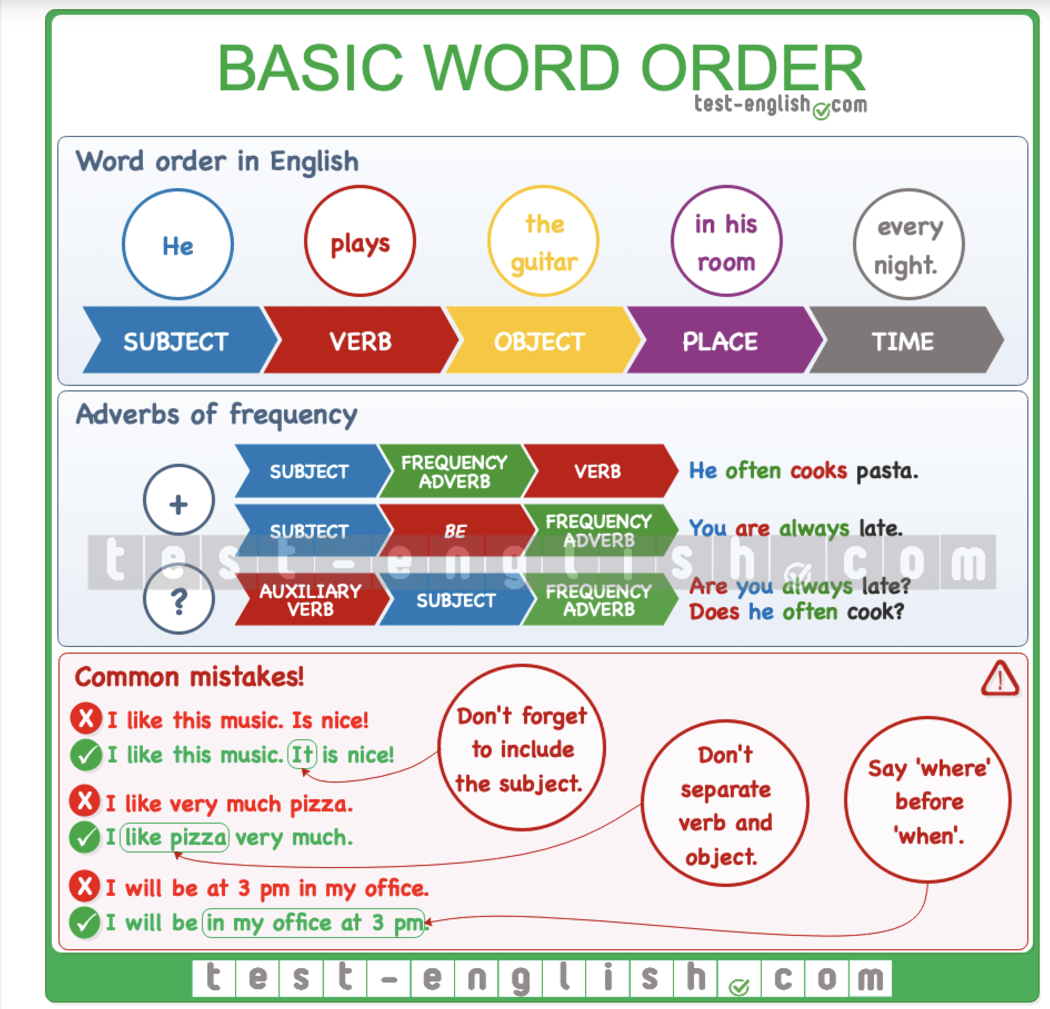 BASIC WORD ORDER
test-english.com
Word order in English
He
plays
the
guitar
in his
room
every
night.
SUBJECT
VERB
OBJECT
PLACE
TIME
Adverbs of frequency
+
SUBJECT
FREQUENCY
ADVERB
VERB
He often cooks pasta.
SUBJECT
BE
FREQUENCY
ADVERB
You are always late.
test-english.com
?
AUXILIARY
VERB
SUBJECT
FREQUENCY
ADVERB
Are you always late?
Does he often cook?
Common mistakes!
X I like this music. Is nice!
I like this music. It is nice!
X I like very much pizza.
I like pizza very much.
X I will be at 3 pm in my office.
I will be in my office at 3 pm.
Don't forget
to include
the subject.
Don't
separate
verb and
object.
Say 'where'
before
'when'.
!
test-english.com